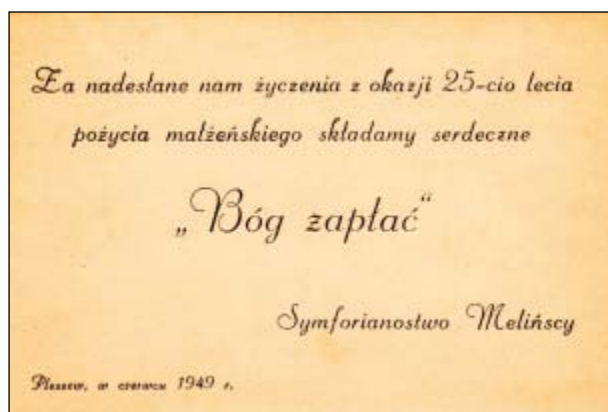 Za nadesłane nam życzenia z okazji 25-cio lecia
pożycia małżeńskiego składamy serdeczne
„Bóg zapłać“
Symforianostwo Melińscy
Pleszew, w czerwcu 1949 r.